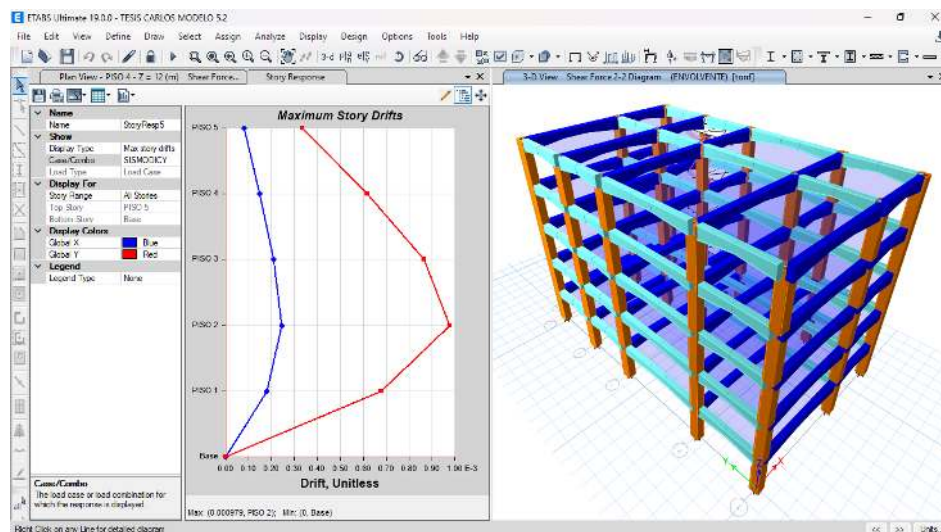 ETABS Ultimate 19.0.0 - TESIS CARLOS MODELO 5.2
File Edit View Define Draw Select Assign Analyze Display Design Options Tools Help
Plan View - PISO 4 - Z = 12 (m) Shear Force...
Story Response
3-D View Shear Force 2-2 Diagram (ENVOLVENTE) [tonf]
Name
Name StoryResp5
Show
Display Type Max story drifts
Case/Combo SISMODICY
Load Type Load Case
Display For
Story Range All Stories
Top Story PISO 5
Bottom Story Base
Display Colors
Global X Blue
Global Y Red
Legend
Legend Type None
Case/Combo
The load case or load combination for
which the response is displayed.
Maximum Story Drifts
PISO 5
PISO 4
PISO 3
PISO 2
PISO 1
Base
0.00 0.10 0.20 0.30 0.40 0.50 0.60 0.70 0.80 0.90 1.00 E-3
Drift, Unitless
Max: (0.000979, PISO 2); Min: (0, Base)
Z
Y
X
Right Click on any Line for detailed diagram
<< >> Units...